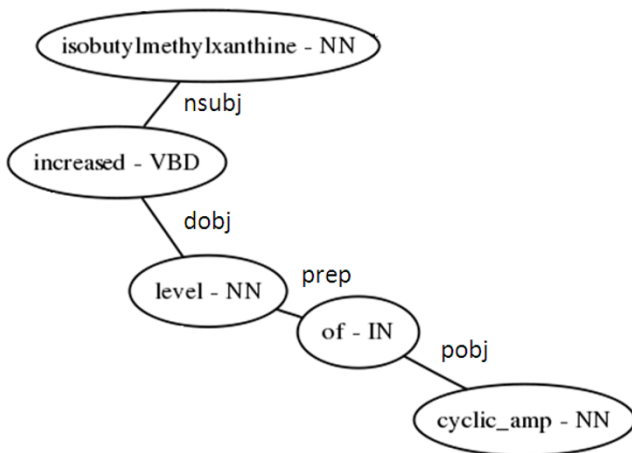 isobutylmethylxanthine - NN
nsubj
increased - VBD
dobj
level - NN
prep
of - IN
pobj
cyclic_amp - NN